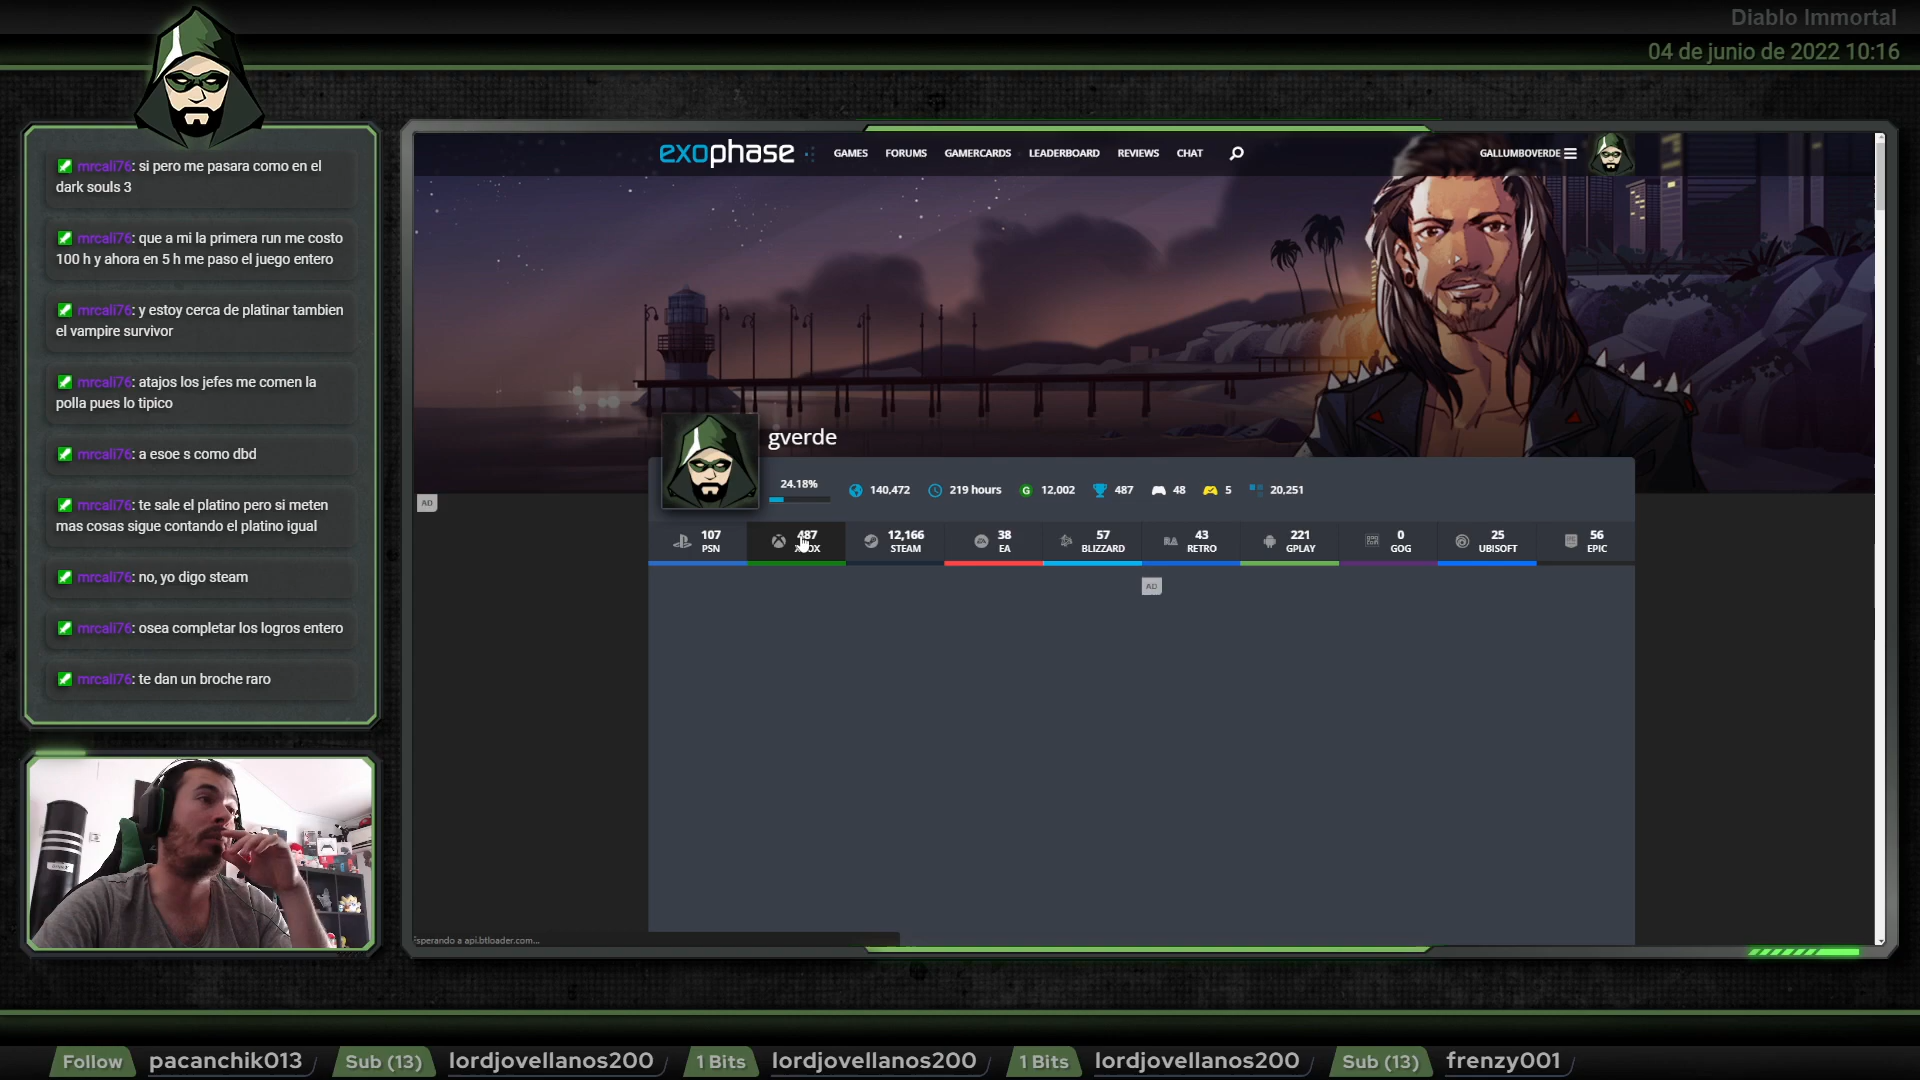 Diablo Immortal
04 de junio de 2022 10:16
mrcali76: si pero me pasara como en el
dark souls 3
mrcali76: que a mi la primera run me costo
100 h y ahora en 5 h me paso el juego entero
mrcali76: y estoy cerca de platinar tambien
el vampire survivor
mrcali76: atajos los jefes me comen la
polla pues lo tipico
mrcali76: a esoe s como dbd
mrcali76: te sale el platino pero si meten
mas cosas sigue contando el platino igual
mrcali76: no, yo digo steam
mrcali76: osea completar los logros entero
mrcali76: te dan un broche raro
exophase GAMES FORUMS GAMERCARDS LEADERBOARD REVIEWS CHAT GALLUMBOVERDE
gverde
24.18% 140,472 219 hours G 12,002 487 48 5 20,251
AD
107 487 12,166 38 57 43 221 0 25 56
PSN XBOX STEAM EA BLIZZARD RA RETRO GPLAY GOG UBISOFT EPIC
AD
Esperando a api.btloader.com...
Follow pacanchik013 Sub (13) lordjovellanos200 1 Bits lordjovellanos200 1 Bits lordjovellanos200 Sub (13) frenzy001